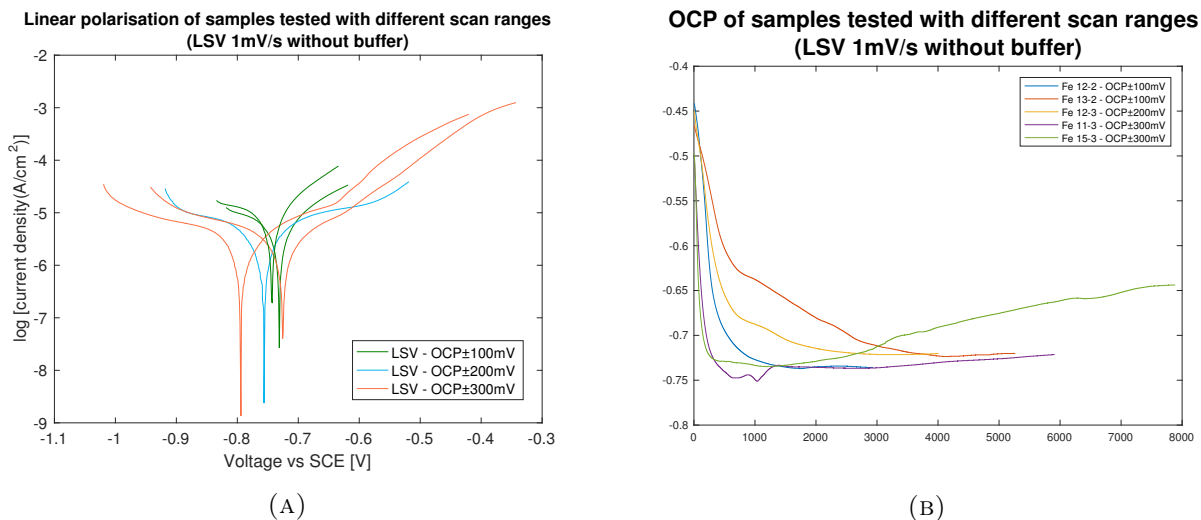 Linear polarisation of samples tested with different scan ranges
(LSV 1mV/s without buffer)
-2
-3
-4
-5
-6
-7
-8
-9
log [current density(A/cm²)]
LSV - OCP±100mV
LSV - OCP±200mV
LSV - OCP±300mV
-1.1 -1 -0.9 -0.8 -0.7 -0.6 -0.5 -0.4 -0.3
Voltage vs SCE [V]
(A)
OCP of samples tested with different scan ranges
(LSV 1mV/s without buffer)
-0.4
-0.45
-0.5
-0.55
-0.6
-0.65
-0.7
-0.75
-0.8
Fe 12-2 - OCP±100mV
Fe 13-2 - OCP±100mV
Fe 12-3 - OCP±200mV
Fe 11-3 - OCP±300mV
Fe 15-3 - OCP±300mV
0 1000 2000 3000 4000 5000 6000 7000 8000
(B)